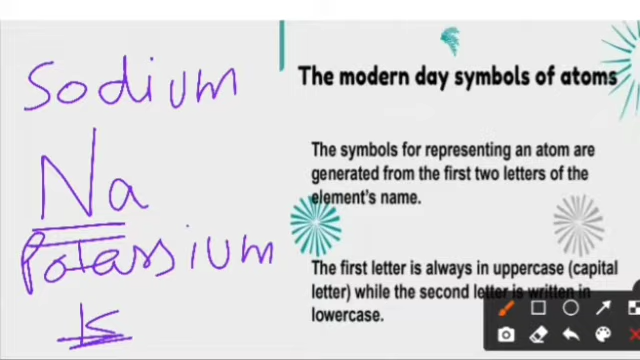 Sodium
Na
Potassium
K
The modern day symbols of atoms
The symbols for representing an atom are
generated from the first two letters of the
element's name.
The first letter is always in uppercase (capital
letter) while the second letter is written in
lowercase.